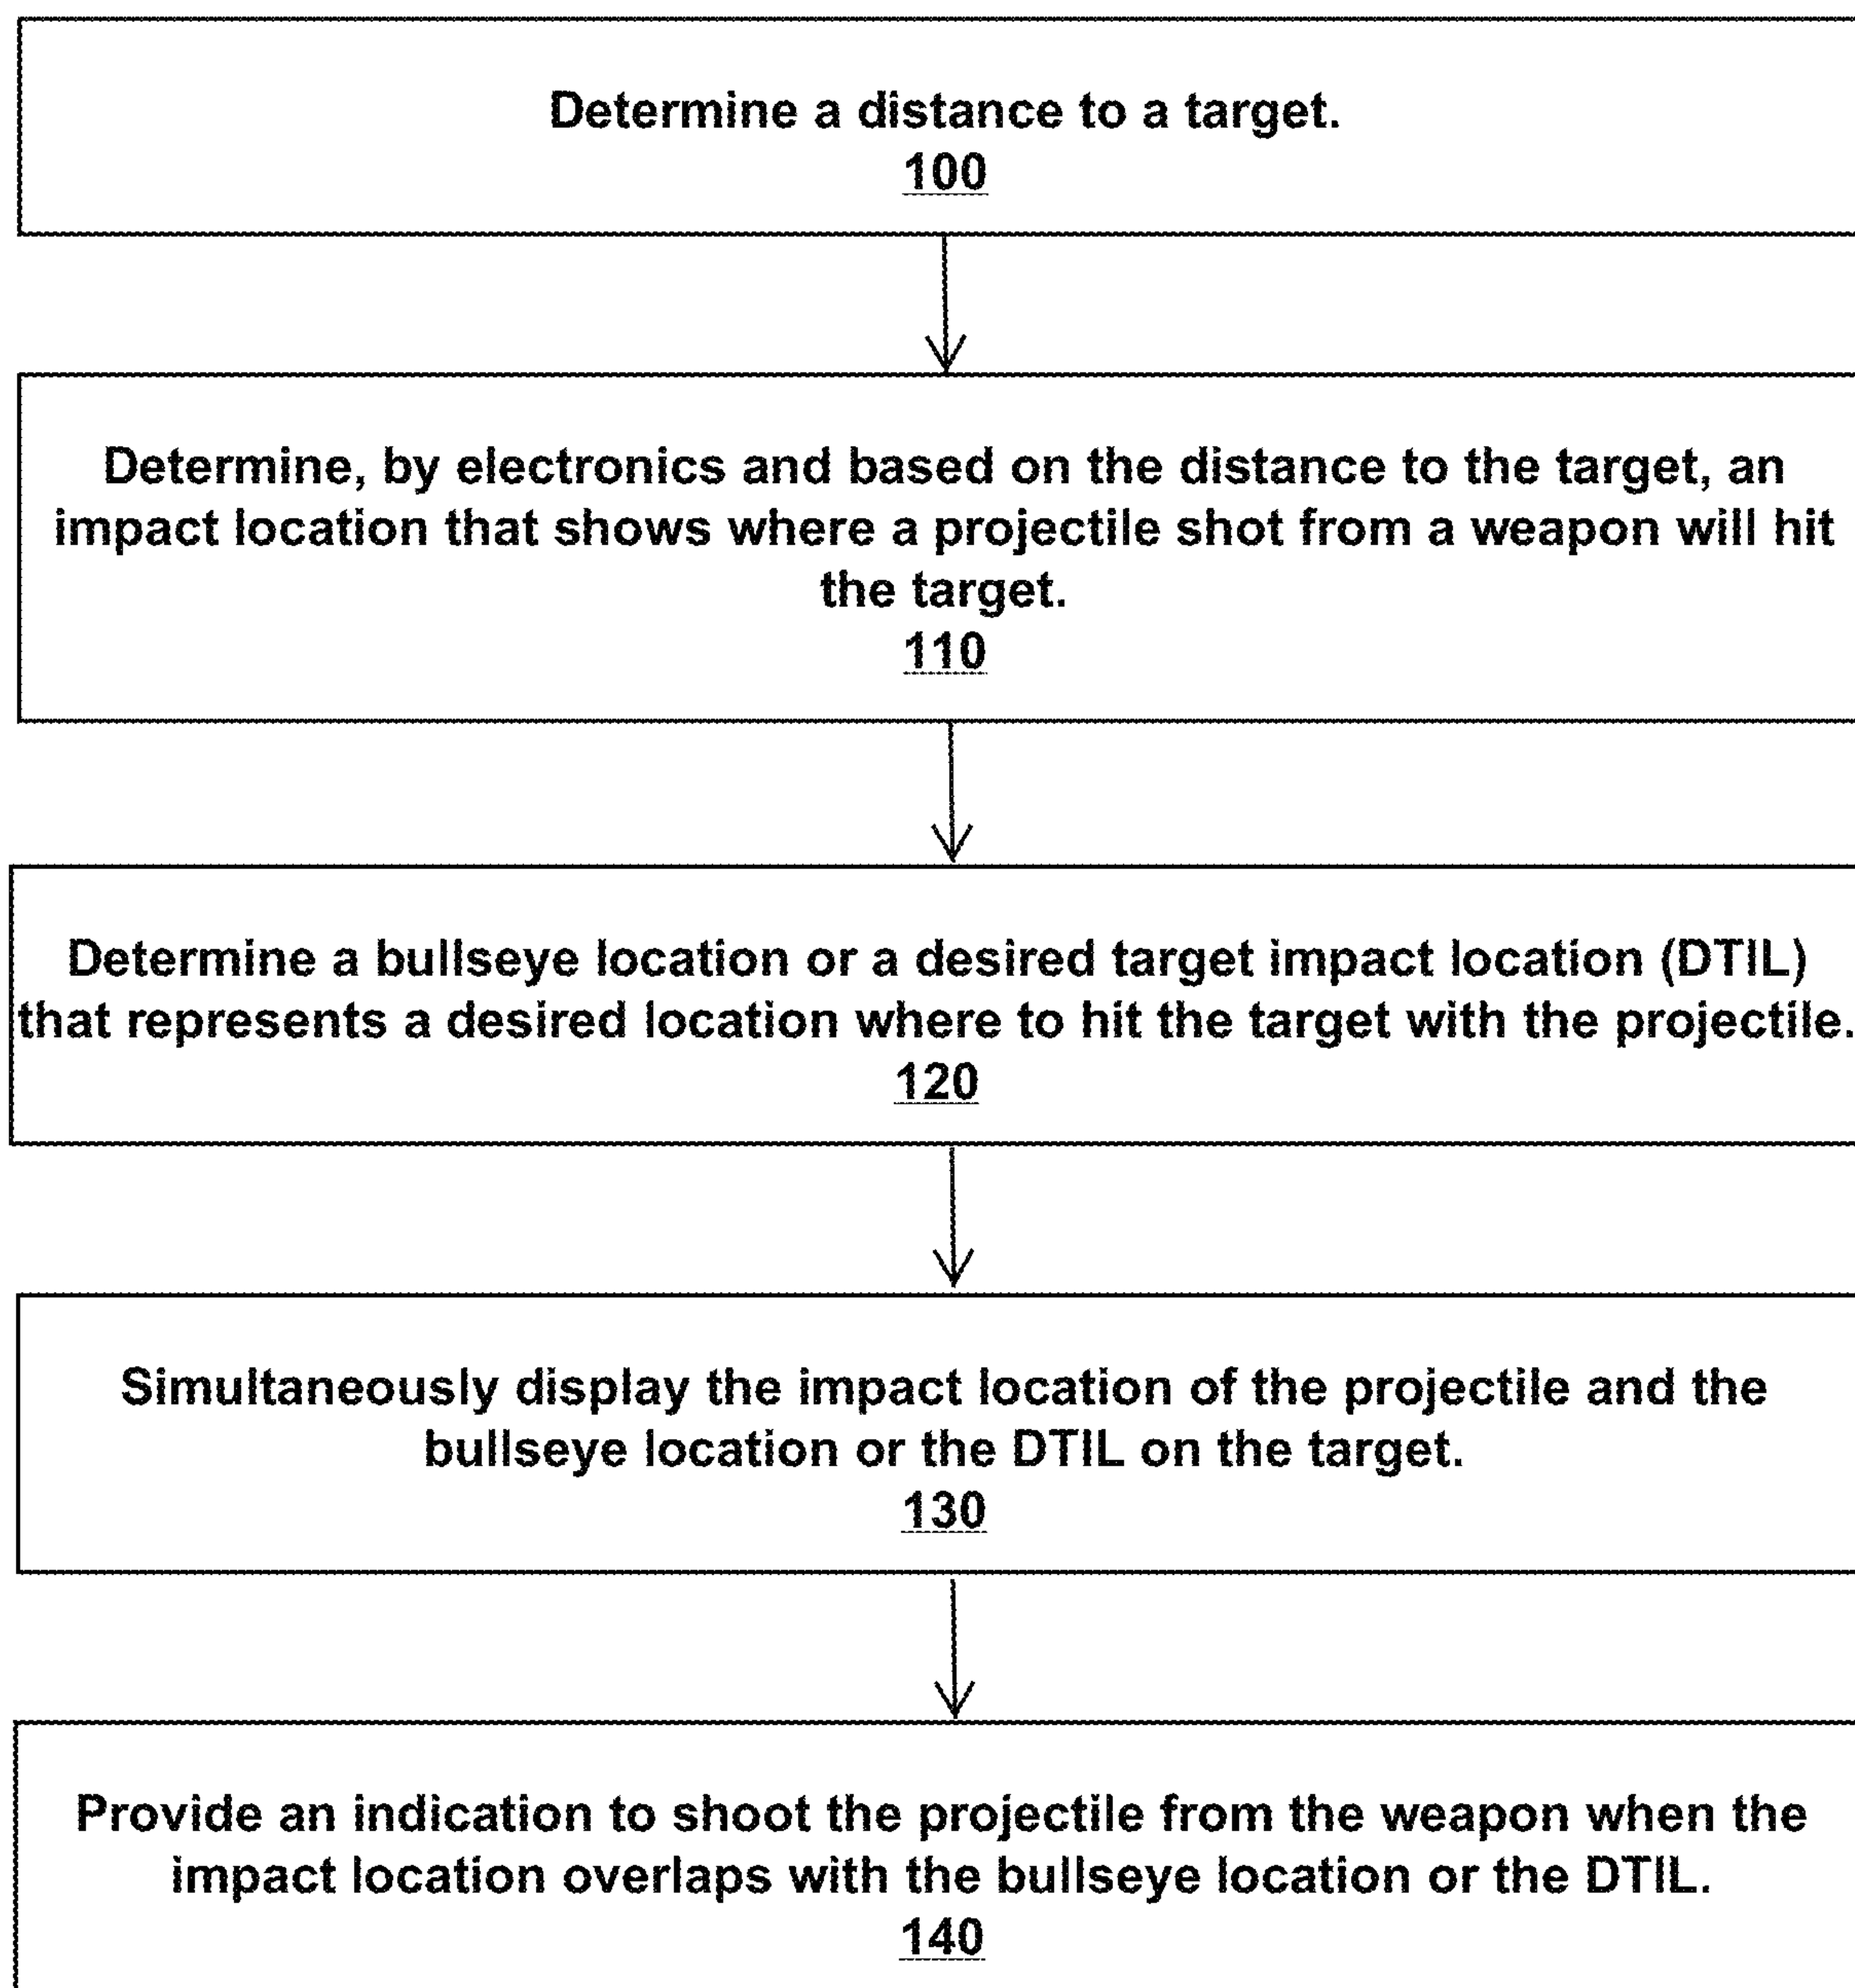 Determine a distance to a target.
100
Determine, by electronics and based on the distance to the target, an
impact location that shows where a projectile shot from a weapon will hit
the target.
110
Determine a bullseye location or a desired target impact location (DTIL)
that represents a desired location where to hit the target with the projectile.
120
Simultaneously display the impact location of the projectile and the
bullseye location or the DTIL on the target.
130
Provide an indication to shoot the projectile from the weapon when the
impact location overlaps with the bullseye location or the DTIL.
140